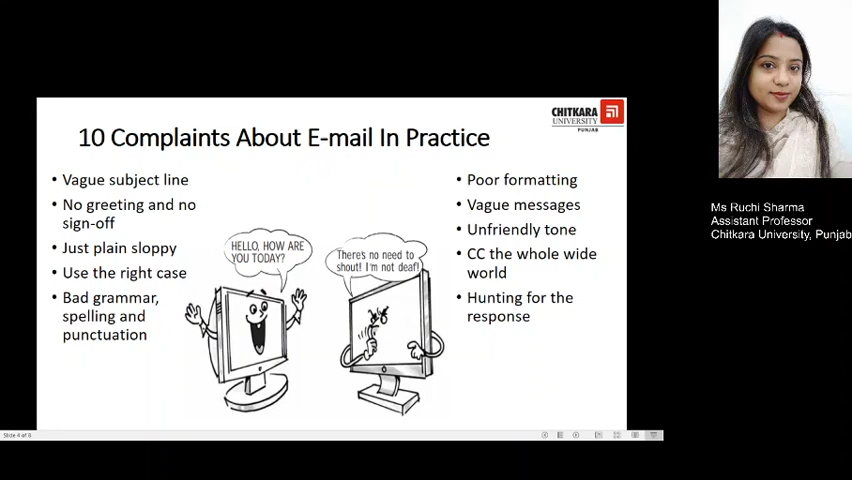 10 Complaints About E-mail In Practice
CHITKARA
UNIVERSITY
PUNJAB
• Vague subject line
• No greeting and no
sign-off
• Just plain sloppy
• Use the right case
• Bad grammar,
spelling and
punctuation
HELLO, HOW ARE
YOU TODAY?
There's no need to
shout! I'm not deaf!
• Poor formatting
• Vague messages
• Unfriendly tone
• CC the whole wide
world
• Hunting for the
response
Ms Ruchi Sharma
Assistant Professor
Chitkara University, Punjab
Slide 4 of 8